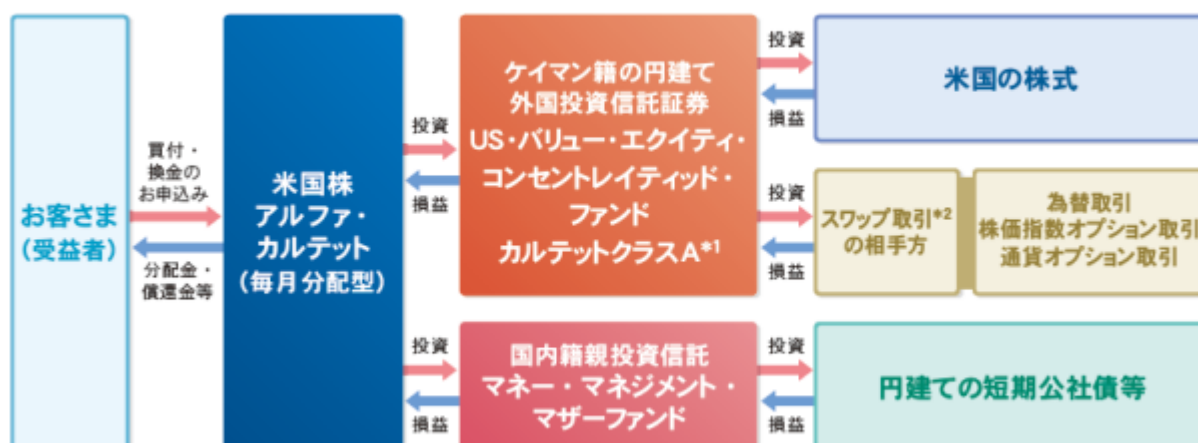 お客さま
(受益者)
買付・
換金の
お申込み
分配金・
償還金等
米国株
アルファ・
カルテット
(毎月分配型)
投資
損益
ケイマン籍の円建て
外国投資信託証券
US・バリュー・エクイティ・
コンセントレイティッド・
ファンド
カルテットクラスA*1
投資
損益
米国の株式
投資
損益
スワップ取引*2
の相手方
為替取引
株価指数オプション取引
通貨オプション取引
投資
損益
国内籍親投資信託
マネー・マネジメント・
マザーファンド
投資
損益
円建ての短期公社債等